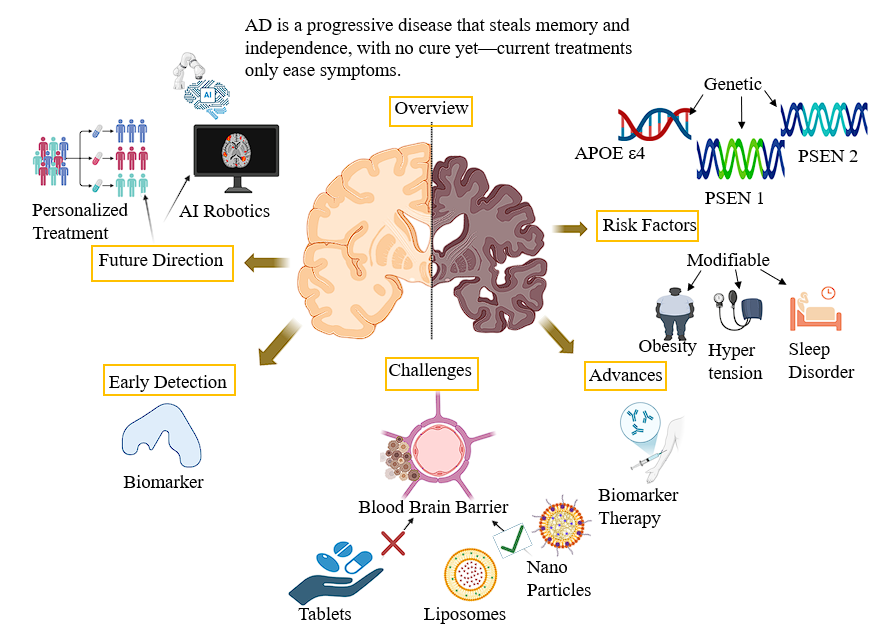 AD is a progressive disease that steals memory and
independence, with no cure yet—current treatments
only ease symptoms.
Overview
Genetic
APOE ε4
PSEN 1
PSEN 2
AI
Personalized
Treatment
AI Robotics
Future Direction
Risk Factors
Modifiable
Obesity
Hyper
tension
Sleep
Disorder
Early Detection
Biomarker
Challenges
Blood Brain Barrier
Tablets
Liposomes
Nano
Particles
Advances
Biomarker
Therapy